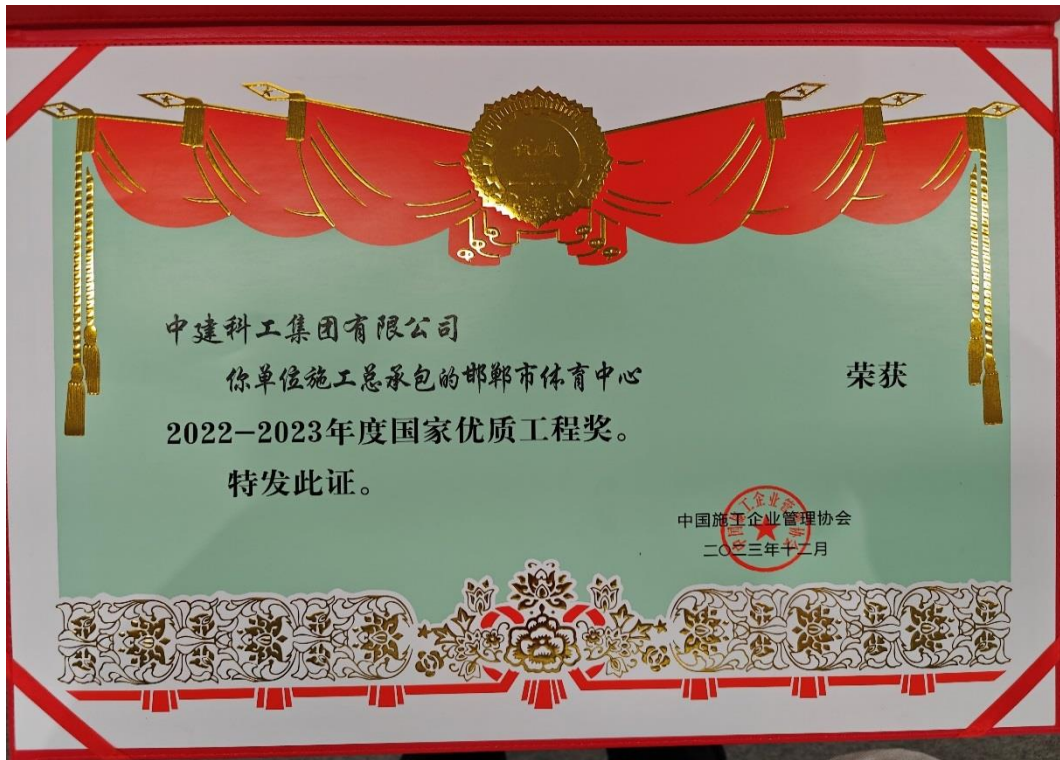 中建科工集团有限公司
你单位施工总承包的邯郸市体育中心 荣获
2022—2023年度国家优质工程奖。
特发此证。
中国施工企业管理协会
二〇二三年十二月